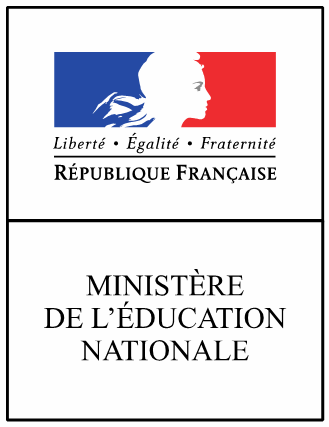 Liberté • Égalité • Fraternité
RÉPUBLIQUE FRANÇAISE
MINISTÈRE
DE L'ÉDUCATION
NATIONALE